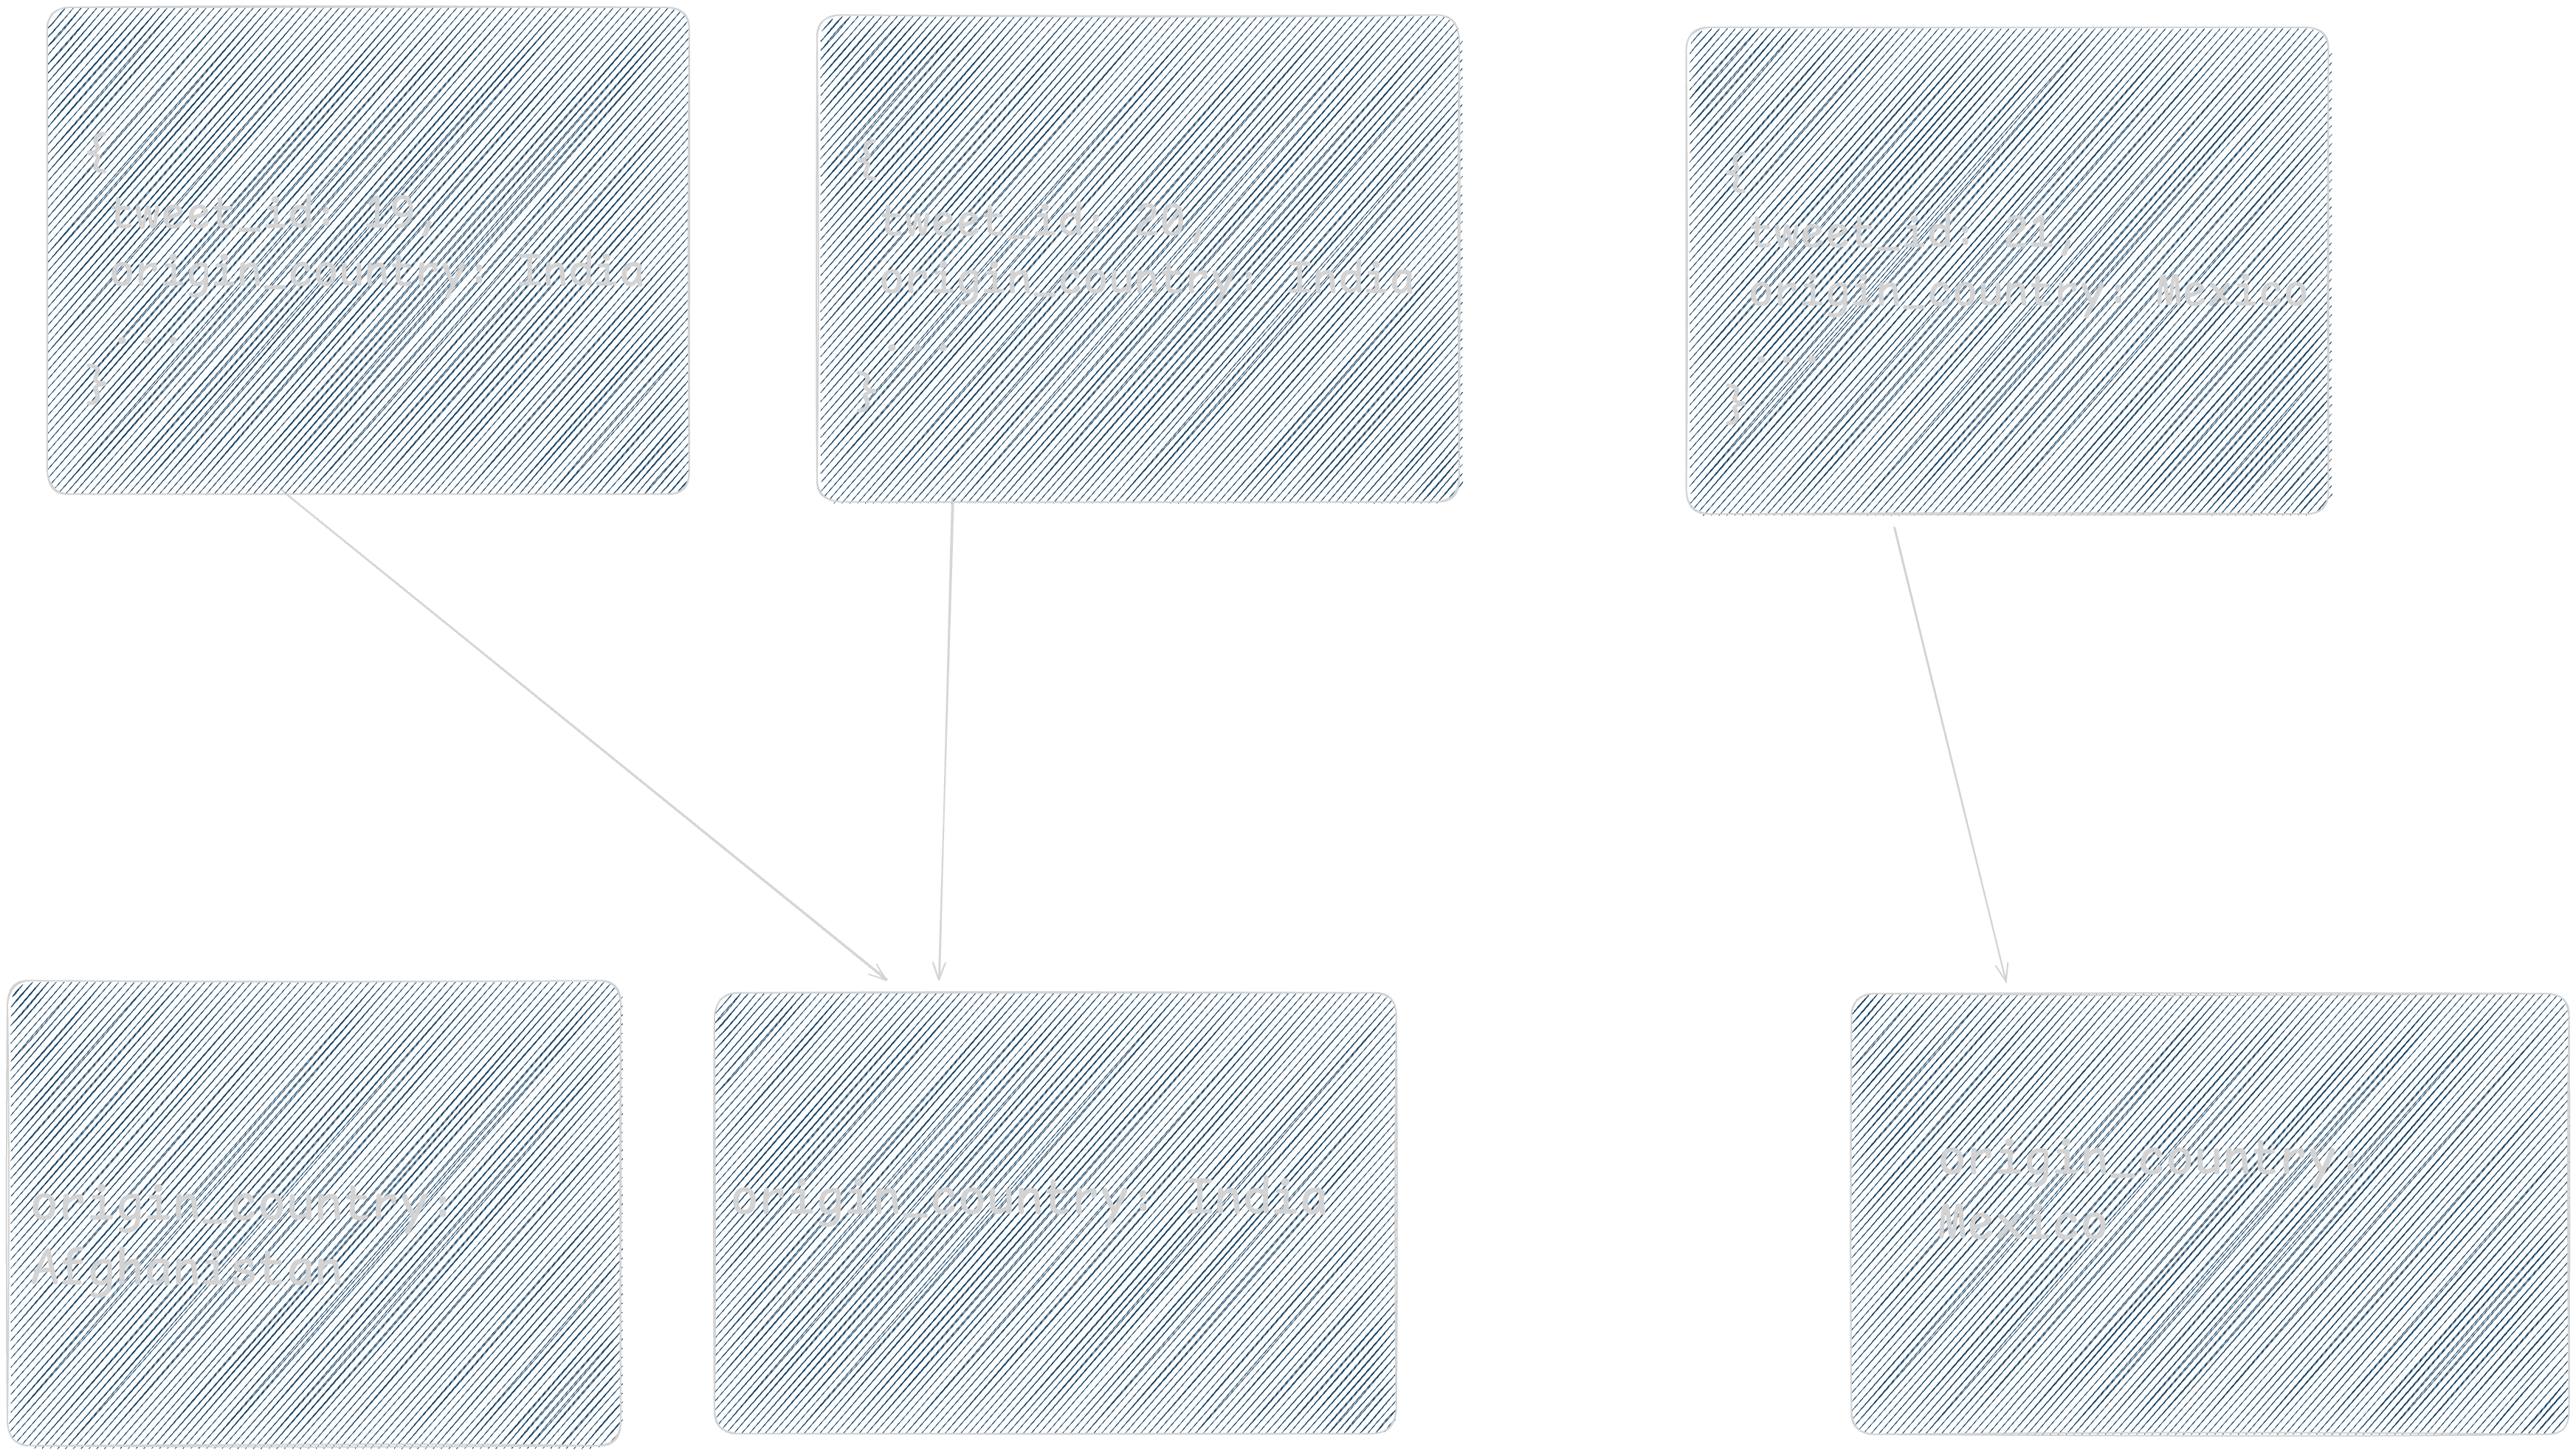 {
tweet_id: 19,
origin_country: India
...
}
{
tweet_id: 20,
origin_country: India
...
}
{
tweet_id: 21,
origin_country: Mexico
...
}
origin_country:
Afghanistan
origin_country: India
origin_country:
Mexico